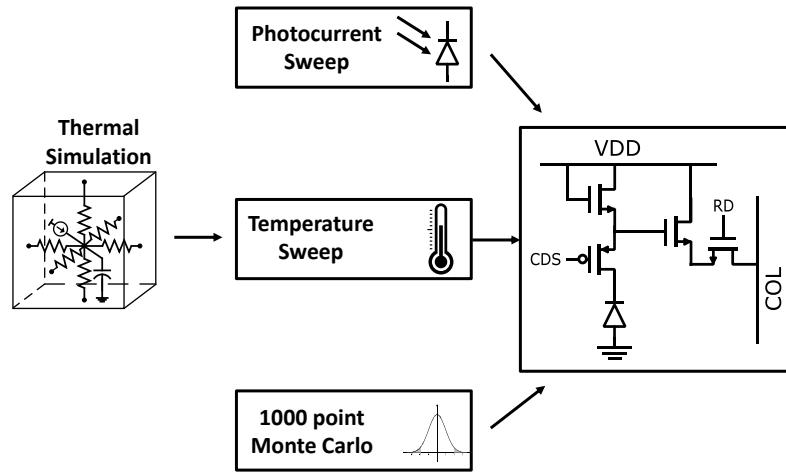 Photocurrent
Sweep
Thermal
Simulation
Temperature
Sweep
1000 point
Monte Carlo
VDD
RD
CDS
COL